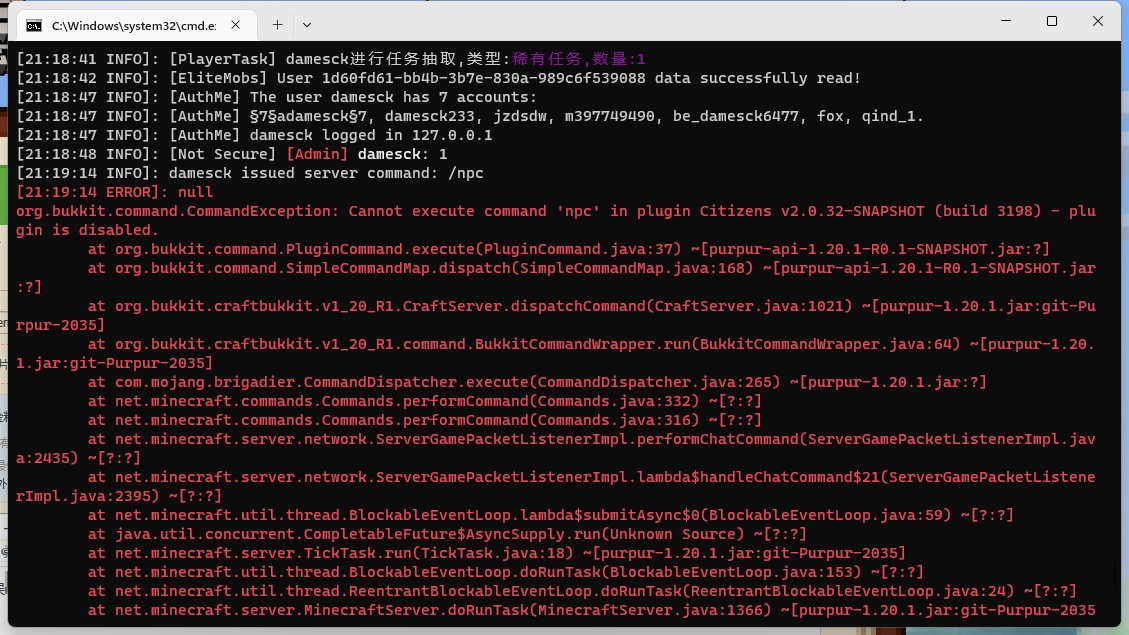 C:\Windows\system32\cmd.e:
[21:18:41 INFO]: [PlayerTask] damesck进行任务抽取,类型:稀有任务,数量:1
[21:18:42 INFO]: [EliteMobs] User 1d60fd61-bb4b-3b7e-830a-989c6f539088 data successfully read!
[21:18:47 INFO]: [AuthMe] The user damesck has 7 accounts:
[21:18:47 INFO]: [AuthMe] §7§adamesck§7, damesck233, jzdsdw, m397749490, be_damesck6477, fox, qind_1.
[21:18:47 INFO]: [AuthMe] damesck logged in 127.0.0.1
[21:18:48 INFO]: [Not Secure] [Admin] damesck: 1
[21:19:14 INFO]: damesck issued server command: /npc
[21:19:14 ERROR]: null
org.bukkit.command.CommandException: Cannot execute command 'npc' in plugin Citizens v2.0.32-SNAPSHOT (build 3198) - plu
gin is disabled.
at org.bukkit.command.PluginCommand.execute(PluginCommand.java:37) ~[purpur-api-1.20.1-R0.1-SNAPSHOT.jar:?]
at org.bukkit.command.SimpleCommandMap.dispatch(SimpleCommandMap.java:168) ~[purpur-api-1.20.1-R0.1-SNAPSHOT.jar
:?]
at org.bukkit.craftbukkit.v1_20_R1.CraftServer.dispatchCommand(CraftServer.java:1021) ~[purpur-1.20.1.jar:git-Pu
rpur-2035]
at org.bukkit.craftbukkit.v1_20_R1.command.BukkitCommandWrapper.run(BukkitCommandWrapper.java:64) ~[purpur-1.20.
1.jar:git-Purpur-2035]
at com.mojang.brigadier.CommandDispatcher.execute(CommandDispatcher.java:265) ~[purpur-1.20.1.jar:?]
at net.minecraft.commands.Commands.performCommand(Commands.java:332) ~[?:?]
at net.minecraft.commands.Commands.performCommand(Commands.java:316) ~[?:?]
at net.minecraft.server.network.ServerGamePacketListenerImpl.performChatCommand(ServerGamePacketListenerImpl.jav
a:2435) ~[?:?]
at net.minecraft.server.network.ServerGamePacketListenerImpl.lambda$handleChatCommand$21(ServerGamePacketListene
rImpl.java:2395) ~[?:?]
at net.minecraft.util.thread.BlockableEventLoop.lambda$submitAsync$0(BlockableEventLoop.java:59) ~[?:?]
at java.util.concurrent.CompletableFuture$AsyncSupply.run(Unknown Source) ~[?:?]
at net.minecraft.server.TickTask.run(TickTask.java:18) ~[purpur-1.20.1.jar:git-Purpur-2035]
at net.minecraft.util.thread.BlockableEventLoop.doRunTask(BlockableEventLoop.java:153) ~[?:?]
at net.minecraft.util.thread.ReentrantBlockableEventLoop.doRunTask(ReentrantBlockableEventLoop.java:24) ~[?:?]
at net.minecraft.server.MinecraftServer.doRunTask(MinecraftServer.java:1366) ~[purpur-1.20.1.jar:git-Purpur-2035